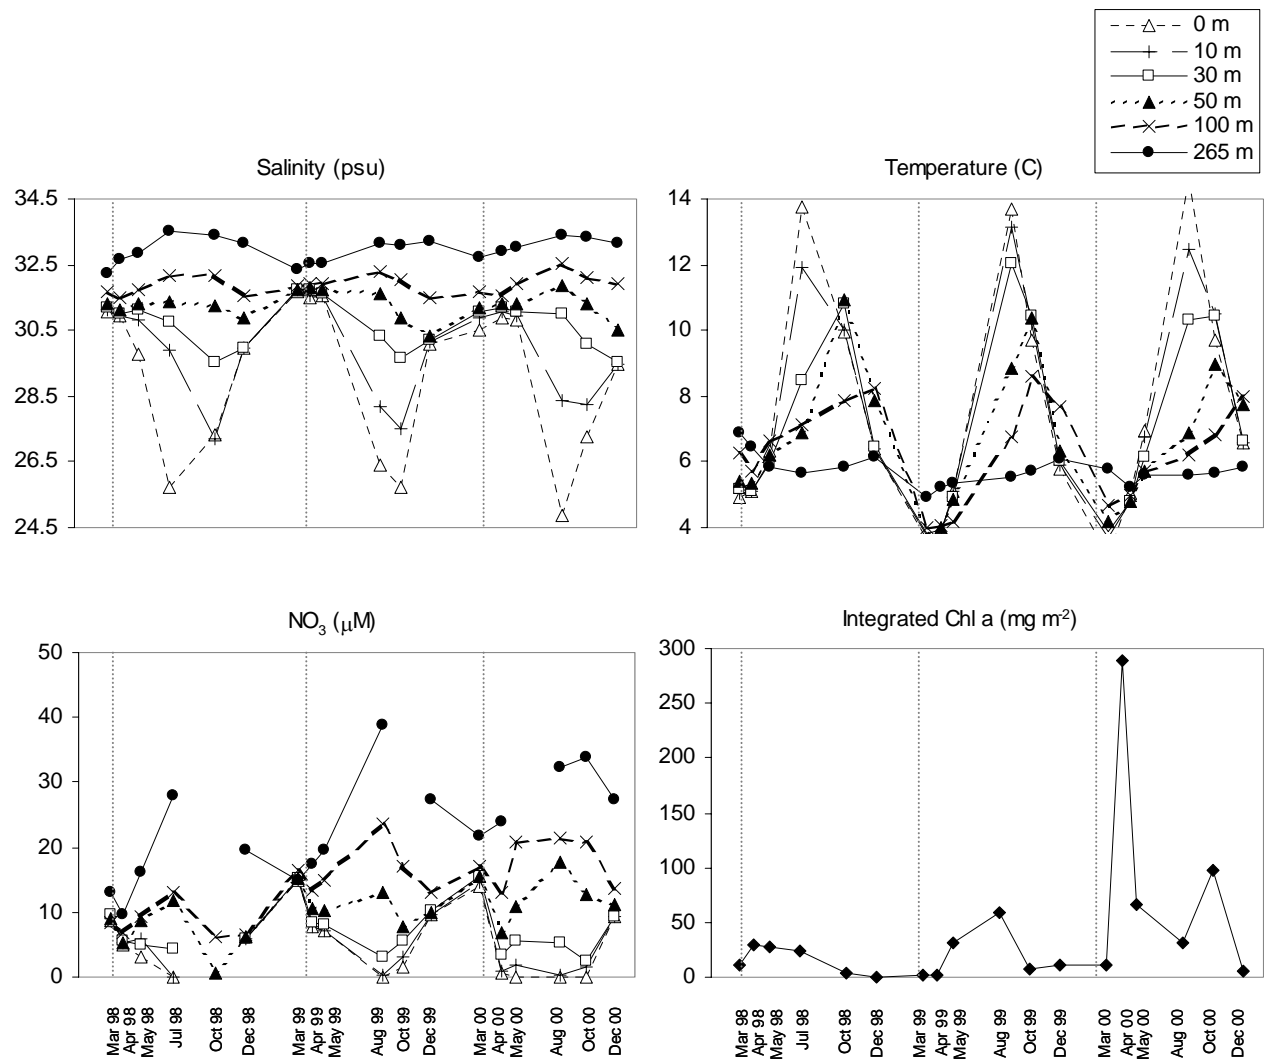 0 m
10 m
30 m
50 m
100 m
265 m
Salinity (psu)
34.5
32.5
30.5
28.5
26.5
24.5
Temperature (C)
14
12
10
8
6
4
NO₃ (μM)
50
40
30
20
10
0
Mar 98
Apr 98
May 98
Jul 98
Oct 98
Dec 98
Mar 99
Apr 99
May 99
Aug 99
Oct 99
Dec 99
Mar 00
Apr 00
May 00
Aug 00
Oct 00
Dec 00
Integrated Chl a (mg m⁻²)
300
250
200
150
100
50
0
Mar 98
Apr 98
May 98
Jul 98
Oct 98
Dec 98
Mar 99
Apr 99
May 99
Aug 99
Oct 99
Dec 99
Mar 00
Apr 00
May 00
Aug 00
Oct 00
Dec 00